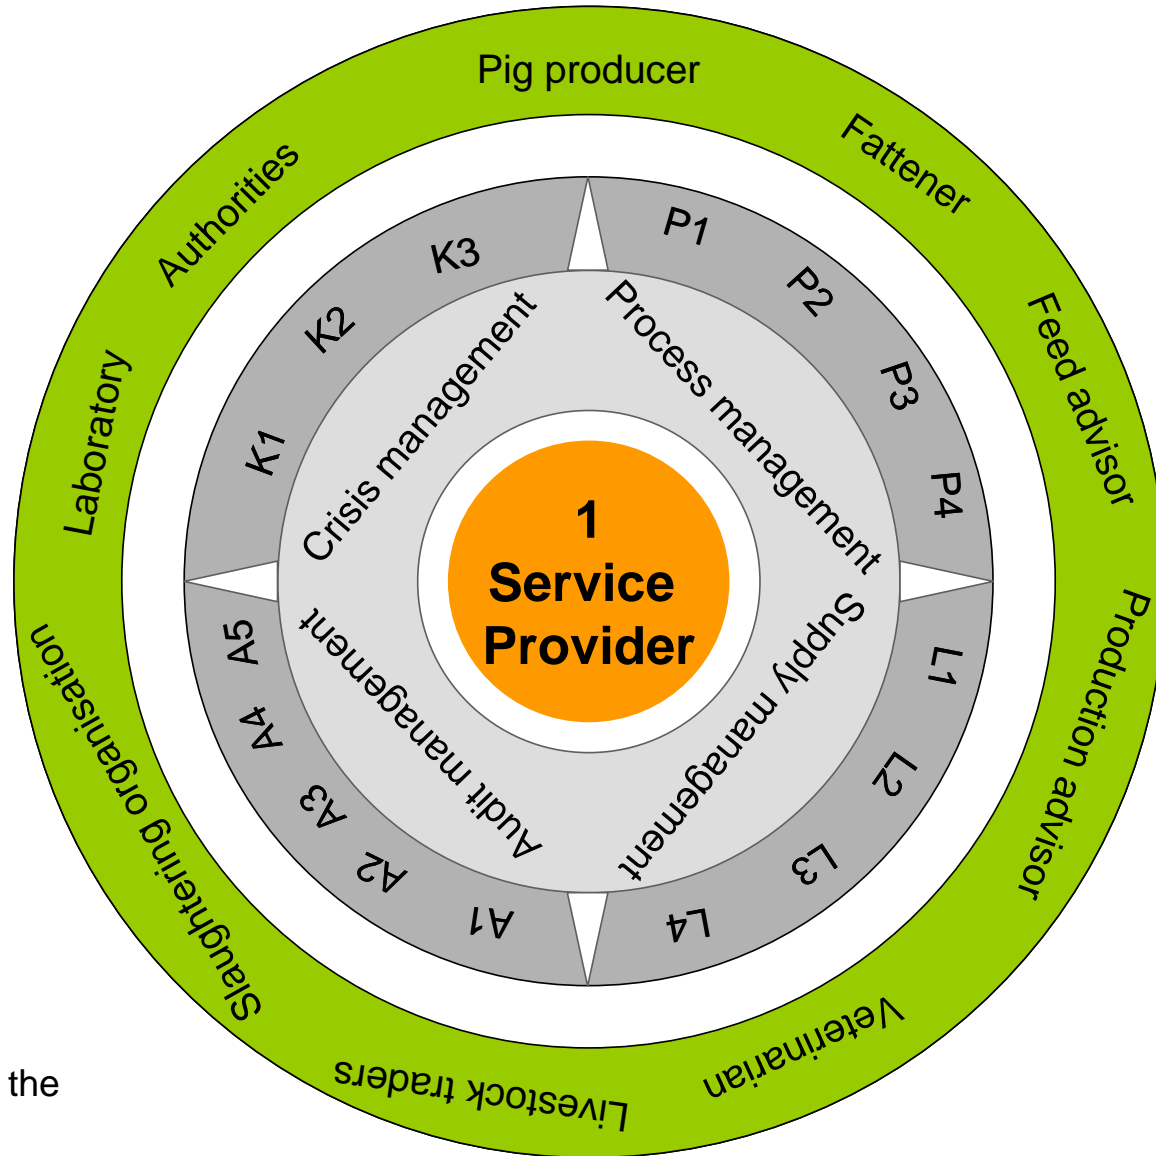 Pig producer
Fattener
Feed advisor
Production advisor
Veterinarian
Livestock traders
Slaughtering organisation
Laboratory
Authorities
P1
P2
P3
P4
L1
L2
L3
L4
A1
A2
A3
A4
A5
K1
K2
K3
Process management
Supply management
Audit management
Crisis management
1
Service
Provider
the